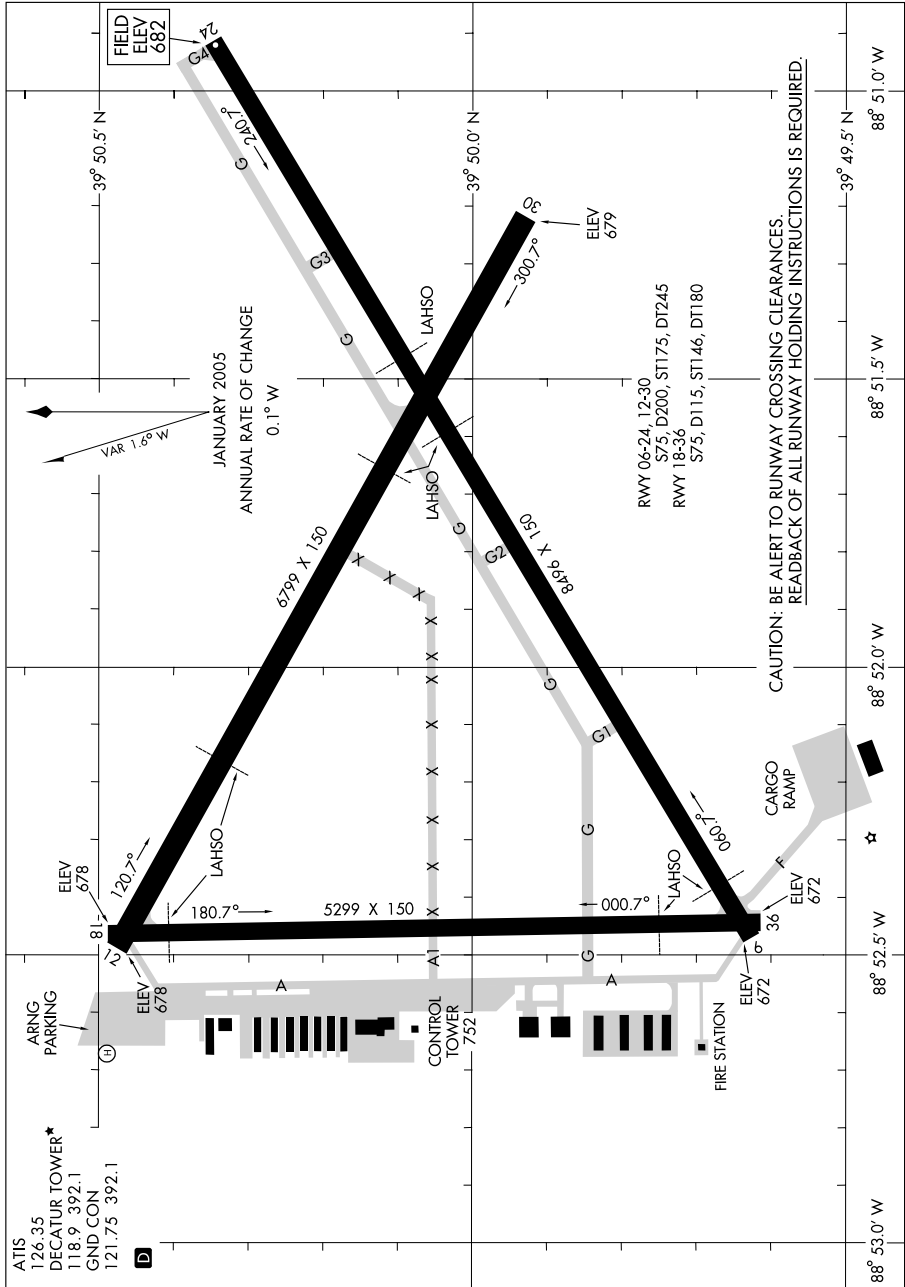 ATIS
126.35
DECATUR TOWER★
118.9 392.1
GND CON
121.75 392.1
D
FIELD
ELEV
682
24
G4
240.7°
G
G3
G
30
300.7°
ELEV
679
LAHSO
VAR 1.6° W
JANUARY 2005
ANNUAL RATE OF CHANGE
0.1° W
LAHSO
6799 X 150
G
G2
8496 X 150
X
X
X
X
X
X
X
X
X
X
X
RWY 06-24, 12-30
S75, D200, ST175, DT245
RWY 18-36
S75, D115, ST146, DT180
CAUTION: BE ALERT TO RUNWAY CROSSING CLEARANCES.
READBACK OF ALL RUNWAY HOLDING INSTRUCTIONS IS REQUIRED.
G
G1
G
LAHSO
120.7°
ELEV
678
18
12
ELEV
678
180.7°
5299 X 150
000.7°
LAHSO
060.7°
F
CARGO
RAMP
ELEV
672
36
6
ELEV
672
G
A1
A
A
ARNG
PARKING
H
CONTROL
TOWER
752
FIRE STATION
39° 50.5' N
39° 50.0' N
39° 49.5' N
88° 51.0' W
88° 51.5' W
88° 52.0' W
88° 52.5' W
88° 53.0' W